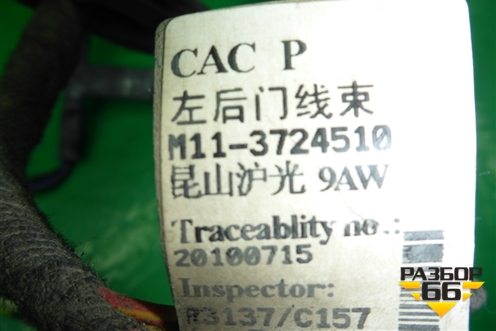 CAC P
左后门线束
M11-3724510
昆山沪光 9AW
Traceablity no.:
20100715
Inspector:
R3137/C157
РАЗБОР
66